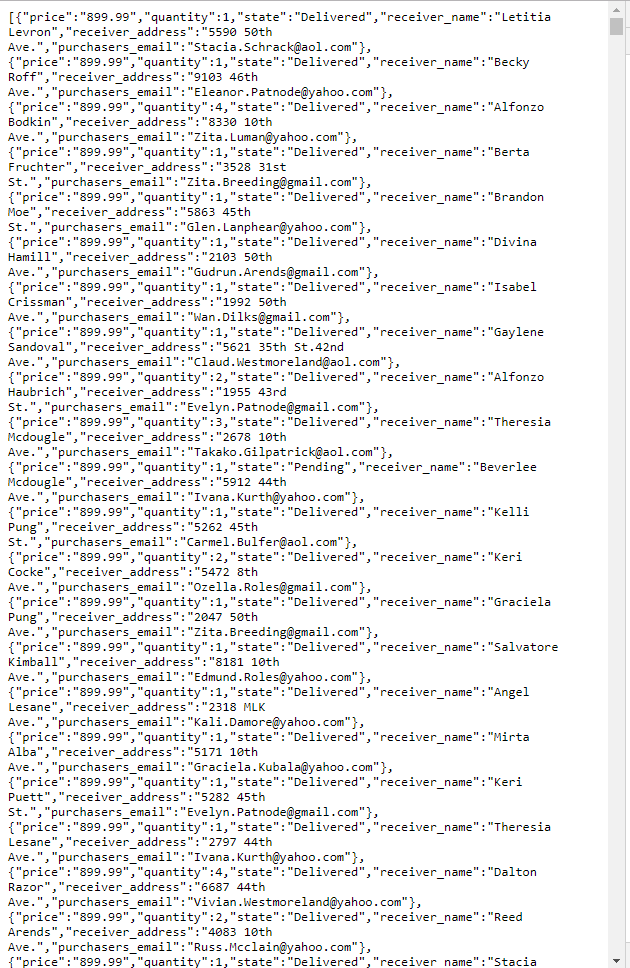 [{"price":"899.99","quantity":1,"state":"Delivered","receiver_name":"Letitia
Levron","receiver_address":"5590 50th
Ave.","purchasers_email":"Stacia.Schrack@aol.com"},
{"price":"899.99","quantity":1,"state":"Delivered","receiver_name":"Becky
Roff","receiver_address":"9103 46th
Ave.","purchasers_email":"Eleanor.Patnode@yahoo.com"},
{"price":"899.99","quantity":4,"state":"Delivered","receiver_name":"Alfonzo
Bodkin","receiver_address":"8330 10th
Ave.","purchasers_email":"Zita.Luman@yahoo.com"},
{"price":"899.99","quantity":1,"state":"Delivered","receiver_name":"Berta
Fruchter","receiver_address":"3528 31st
St.","purchasers_email":"Zita.Breeding@gmail.com"},
{"price":"899.99","quantity":1,"state":"Delivered","receiver_name":"Brandon
Moe","receiver_address":"5863 45th
St.","purchasers_email":"Glen.Lanphear@yahoo.com"},
{"price":"899.99","quantity":1,"state":"Delivered","receiver_name":"Divina
Hamill","receiver_address":"2103 50th
Ave.","purchasers_email":"Gudrun.Arends@gmail.com"},
{"price":"899.99","quantity":1,"state":"Delivered","receiver_name":"Isabel
Crissman","receiver_address":"1992 50th
Ave.","purchasers_email":"Wan.Dilks@gmail.com"},
{"price":"899.99","quantity":1,"state":"Delivered","receiver_name":"Gaylene
Sandoval","receiver_address":"5621 35th St.42nd
Ave.","purchasers_email":"Claud.Westmoreland@aol.com"},
{"price":"899.99","quantity":2,"state":"Delivered","receiver_name":"Alfonzo
Haubrich","receiver_address":"1955 43rd
St.","purchasers_email":"Evelyn.Patnode@gmail.com"},
{"price":"899.99","quantity":3,"state":"Delivered","receiver_name":"Theresia
Mcdougle","receiver_address":"2678 10th
Ave.","purchasers_email":"Takako.Gilpatrick@aol.com"},
{"price":"899.99","quantity":1,"state":"Pending","receiver_name":"Beverlee
Mcdougle","receiver_address":"5912 44th
Ave.","purchasers_email":"Ivana.Kurth@yahoo.com"},
{"price":"899.99","quantity":1,"state":"Delivered","receiver_name":"Kelli
Pung","receiver_address":"5262 45th
St.","purchasers_email":"Carmel.Bulfer@aol.com"},
{"price":"899.99","quantity":2,"state":"Delivered","receiver_name":"Keri
Cocke","receiver_address":"5472 8th
Ave.","purchasers_email":"Ozella.Roles@gmail.com"},
{"price":"899.99","quantity":1,"state":"Delivered","receiver_name":"Graciela
Pung","receiver_address":"2047 50th
Ave.","purchasers_email":"Zita.Breeding@gmail.com"},
{"price":"899.99","quantity":1,"state":"Delivered","receiver_name":"Salvatore
Kimball","receiver_address":"8181 10th
Ave.","purchasers_email":"Edmund.Roles@yahoo.com"},
{"price":"899.99","quantity":1,"state":"Delivered","receiver_name":"Angel
Lesane","receiver_address":"2318 MLK
Ave.","purchasers_email":"Kali.Damore@yahoo.com"},
{"price":"899.99","quantity":1,"state":"Delivered","receiver_name":"Mirta
Alba","receiver_address":"5171 10th
Ave.","purchasers_email":"Graciela.Kubala@yahoo.com"},
{"price":"899.99","quantity":1,"state":"Delivered","receiver_name":"Keri
Puett","receiver_address":"5282 45th
St.","purchasers_email":"Evelyn.Patnode@gmail.com"},
{"price":"899.99","quantity":1,"state":"Delivered","receiver_name":"Theresia
Lesane","receiver_address":"2797 44th
Ave.","purchasers_email":"Ivana.Kurth@yahoo.com"},
{"price":"899.99","quantity":4,"state":"Delivered","receiver_name":"Dalton
Razor","receiver_address":"6687 44th
Ave.","purchasers_email":"Vivian.Westmoreland@yahoo.com"},
{"price":"899.99","quantity":2,"state":"Delivered","receiver_name":"Reed
Arends","receiver_address":"4083 10th
Ave.","purchasers_email":"Russ.Mcclain@yahoo.com"},
{"price":"899.99","quantity":1,"state":"Delivered","receiver_name":"Stacia